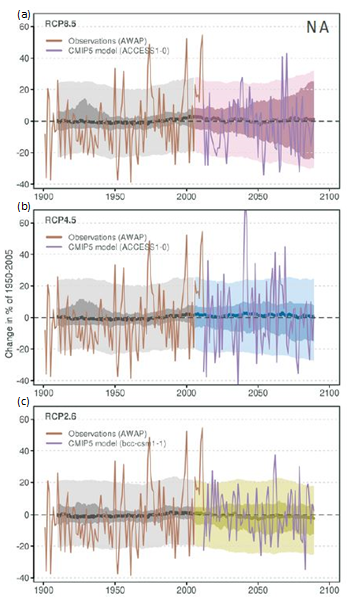 (a)
RCP8.5
NA
Observations (AWAP)
CMIP5 model (ACCESS1-0)
60
40
20
0
-20
-40
1900
1950
2000
2050
2100
(b)
RCP4.5
Observations (AWAP)
CMIP5 model (ACCESS1-0)
60
40
20
0
-20
-40
Change in % of 1950-2005
1900
1950
2000
2050
2100
(c)
RCP2.6
Observations (AWAP)
CMIP5 model (bcc-csm1-1)
60
40
20
0
-20
-40
1900
1950
2000
2050
2100